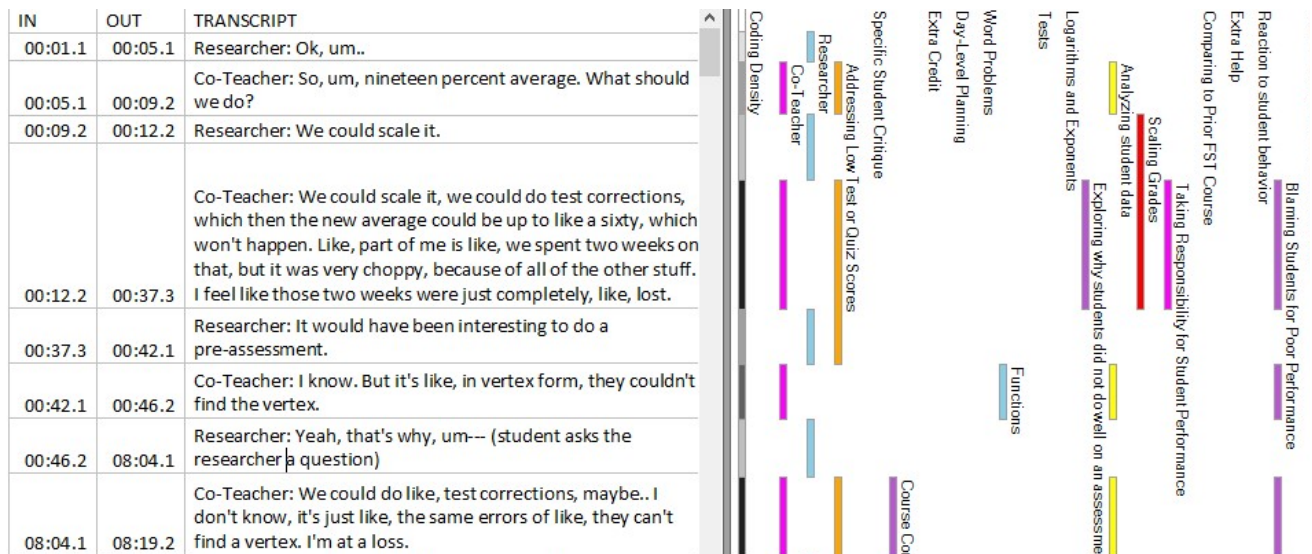 IN OUT TRANSCRIPT
00:01.1 00:05.1 Researcher: Ok, um..
Co-Teacher: So, um, nineteen percent average. What should
00:05.1 00:09.2 we do?
00:09.2 00:12.2 Researcher: We could scale it.
Co-Teacher: We could scale it, we could do test corrections,
which then the new average could be up to like a sixty, which
won't happen. Like, part of me is like, we spent two weeks on
that, but it was very choppy, because of all of the other stuff.
00:12.2 00:37.3 I feel like those two weeks were just completely, like, lost.
Researcher: It would have been interesting to do a
00:37.3 00:42.1 pre-assessment.
Co-Teacher: I know. But it's like, in vertex form, they couldn't
00:42.1 00:46.2 find the vertex.
Researcher: Yeah, that's why, um--- (student asks the
00:46.2 08:04.1 researcher a question)
Co-Teacher: We could do like, test corrections, maybe.. I
don't know, it's just like, the same errors of like, they can't
08:04.1 08:19.2 find a vertex. I'm at a loss.
Coding Density
Co-Teacher
Researcher
Addressing Low Test or Quiz Scores
Specific Student Critique
Course Co
Extra Credit
Day-Level Planning
Word Problems
Functions
Tests
Logarithms and Exponents
Exploring why students did not dowell on an assessme
Analyzing student data
Scaling Grades
Taking Responsibility for Student Performance
Comparing to Prior FST Course
Extra Help
Reaction to student behavior
Blaming Students for Poor Performance